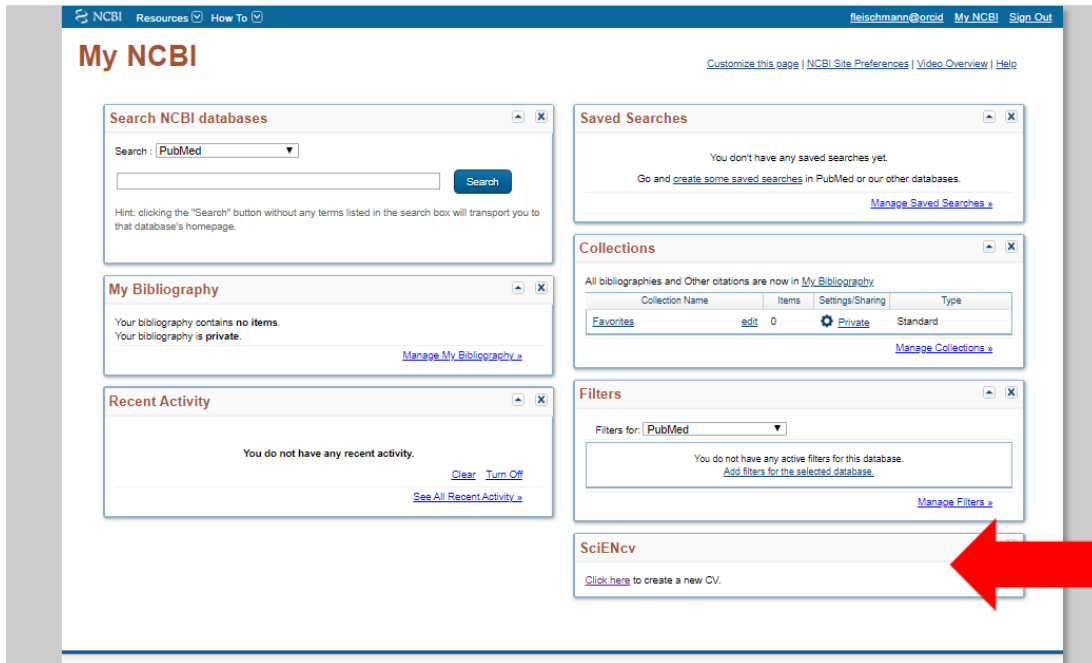 NCBI Resources How To fleischmann@orcid My NCBI Sign Out
My NCBI
Customize this page | NCBI Site Preferences | Video Overview | Help
Search NCBI databases
Search : PubMed
Search
Hint: clicking the "Search" button without any terms listed in the search box will transport you to
that database's homepage.
My Bibliography
Your bibliography contains no items.
Your bibliography is private.
Manage My Bibliography »
Recent Activity
You do not have any recent activity.
Clear Turn Off
See All Recent Activity »
Saved Searches
You don't have any saved searches yet.
Go and create some saved searches in PubMed or our other databases.
Manage Saved Searches »
Collections
All bibliographies and Other citations are now in My Bibliography
Collection Name Items Settings/Sharing Type
Favorites edit 0 Private Standard
Manage Collections »
Filters
Filters for: PubMed
You do not have any active filters for this database.
Add filters for the selected database.
Manage Filters »
SciENcv
Click here to create a new CV.